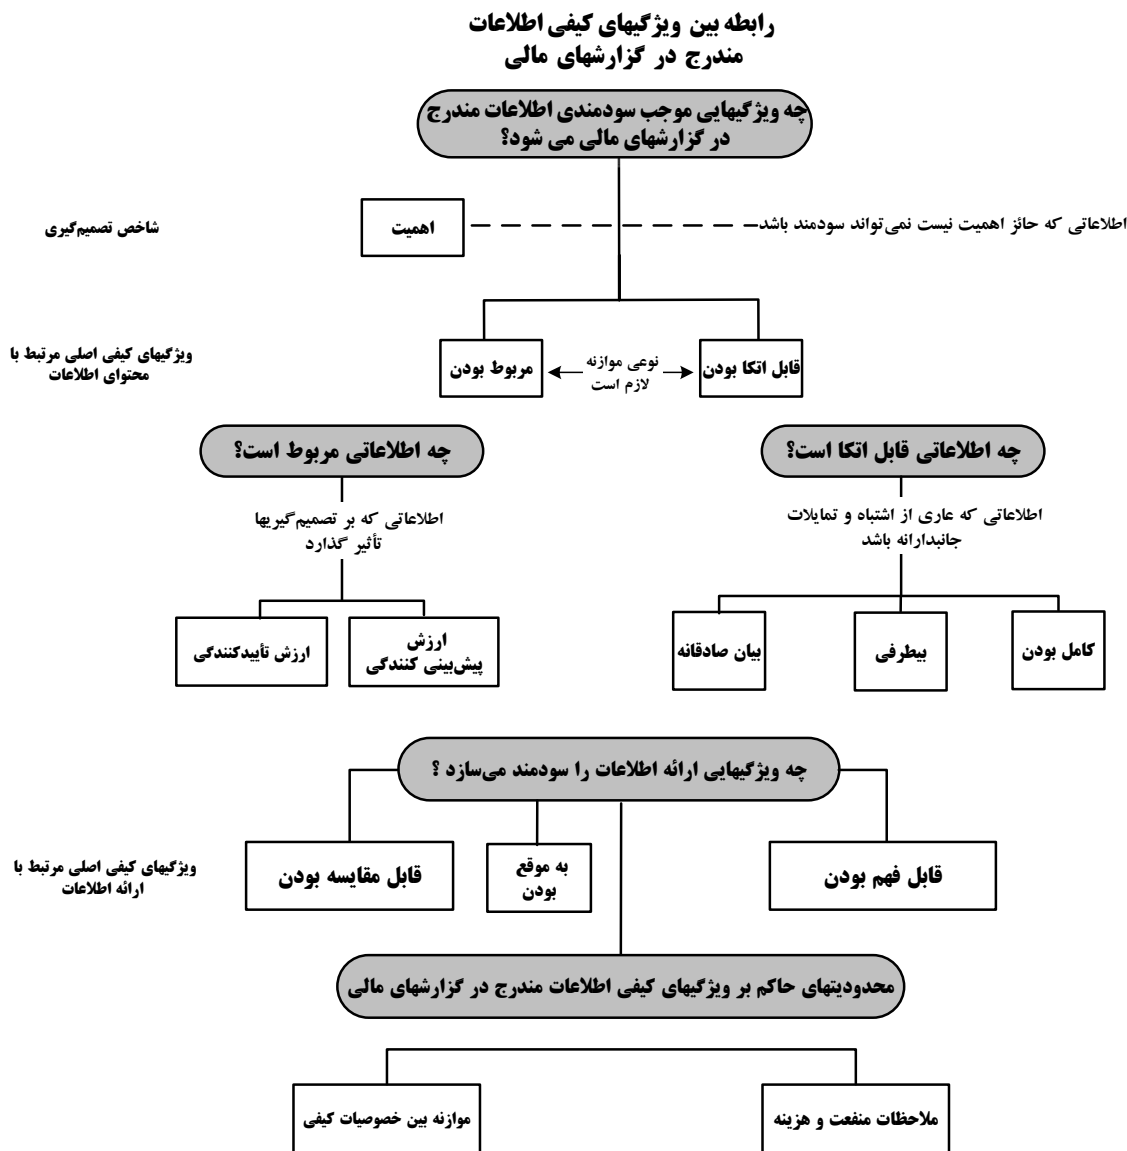 رابطه بین ویژگیهای کیفی اطلاعات
مندرج در گزارشهای مالی
چه ویژگیهایی موجب سودمندی اطلاعات مندرج
در گزارشهای مالی می شود؟
اطلاعاتی که حائز اهمیت نیست نمی‌تواند سودمند باشد
اهمیت
شاخص تصمیم‌گیری
قابل اتکا بودن
نوعی موازنه
لازم است
مربوط بودن
ویژگیهای کیفی اصلی مرتبط با
محتوای اطلاعات
چه اطلاعاتی قابل اتکا است؟
چه اطلاعاتی مربوط است؟
اطلاعاتی که عاری از اشتباه و تمایلات
جانبدارانه باشد
اطلاعاتی که بر تصمیم‌گیریها
تأثیر گذارد
کامل بودن
بیطرفی
بیان صادقانه
ارزش
پیش‌بینی کنندگی
ارزش تأییدکنندگی
چه ویژگیهایی ارائه اطلاعات را سودمند می‌سازد ؟
قابل فهم بودن
به موقع
بودن
قابل مقایسه بودن
ویژگیهای کیفی اصلی مرتبط با
ارائه اطلاعات
محدودیتهای حاکم بر ویژگیهای کیفی اطلاعات مندرج در گزارشهای مالی
ملاحظات منفعت و هزینه
موازنه بین خصوصیات کیفی